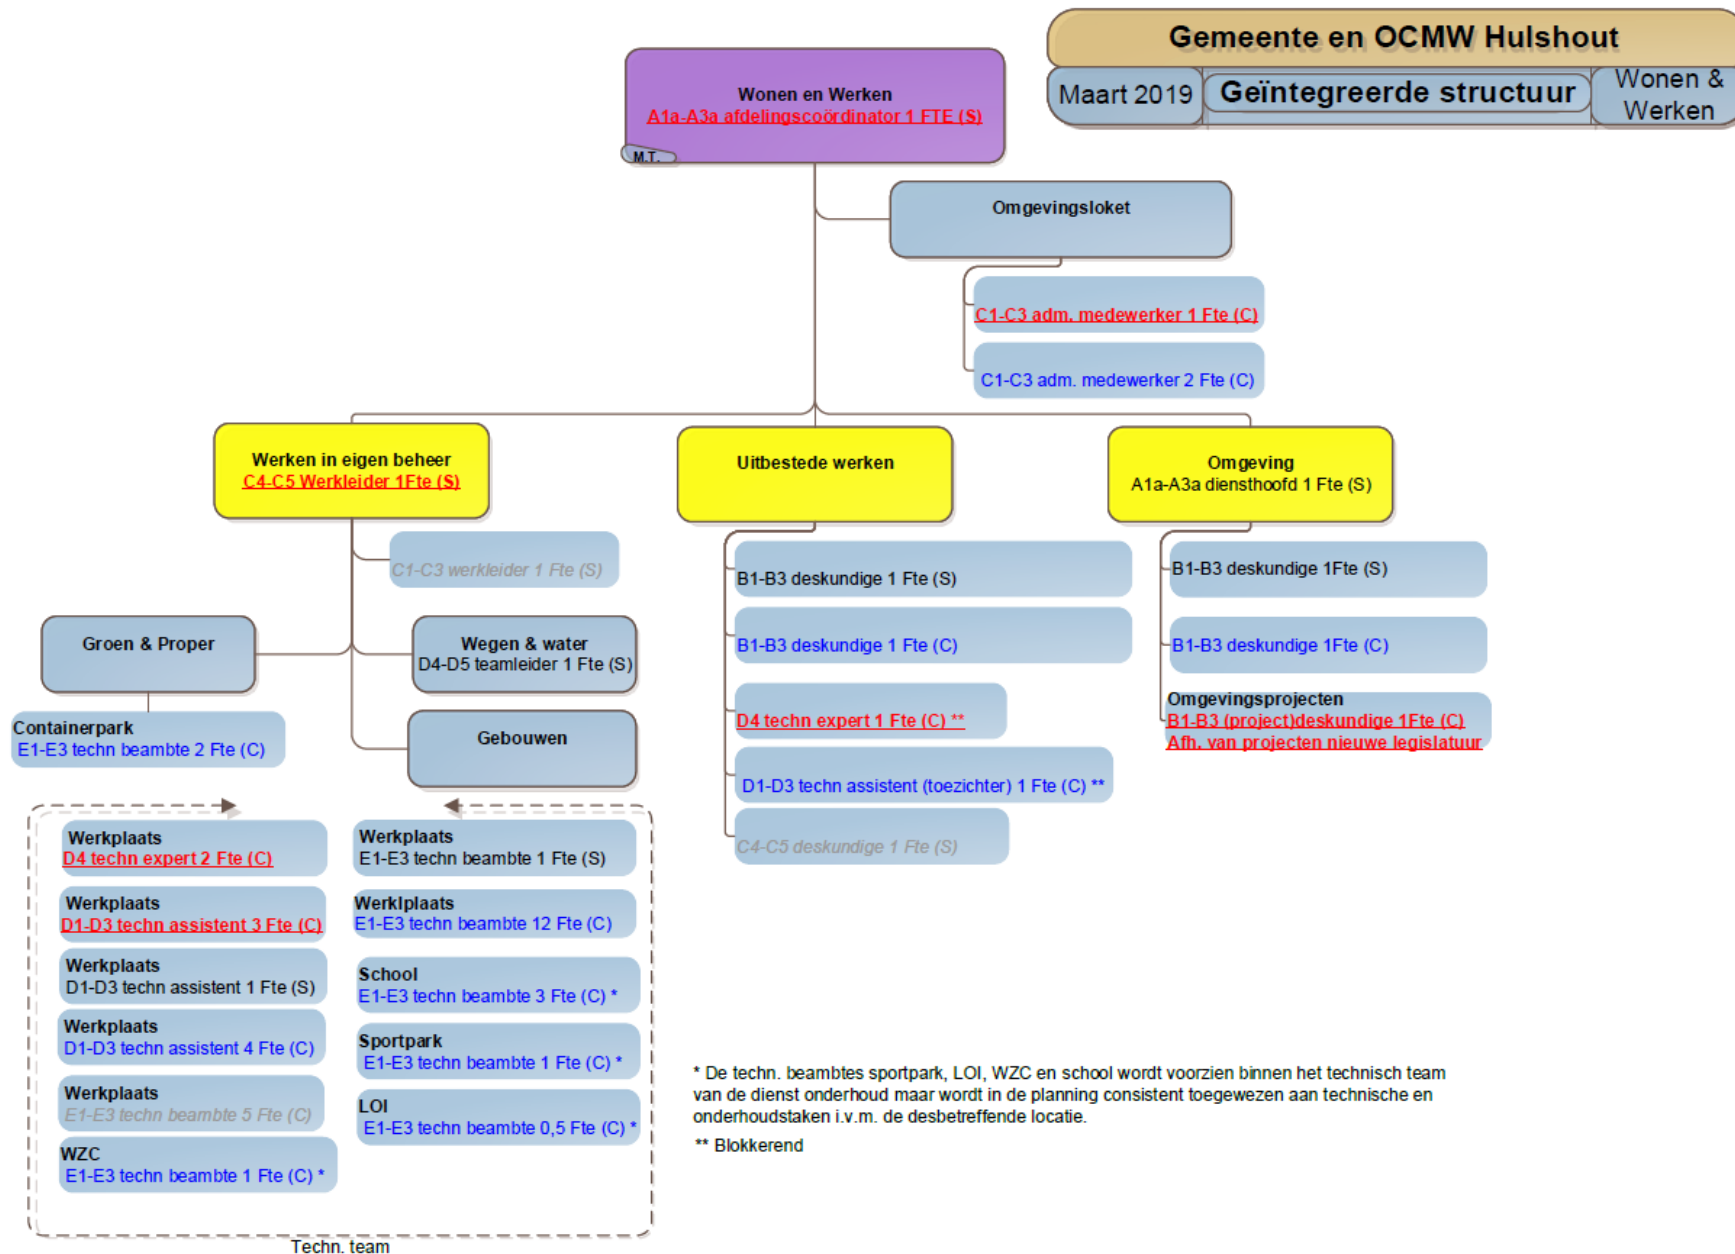 Gemeente en OCMW Hulshout
Maart 2019
Geïntegreerde structuur
Wonen &
Werken
Wonen en Werken
A1a-A3a afdelingscoördinator 1 FTE (S)
M.T.
Omgevingsloket
C1-C3 adm. medewerker 1 Fte (C)
C1-C3 adm. medewerker 2 Fte (C)
Werken in eigen beheer
C4-C5 Werkleider 1Fte (S)
C1-C3 werkleider 1 Fte (S)
Groen & Proper
Containerpark
E1-E3 techn beambte 2 Fte (C)
Wegen & water
D4-D5 teamleider 1 Fte (S)
Gebouwen
Uitbestede werken
B1-B3 deskundige 1 Fte (S)
B1-B3 deskundige 1 Fte (C)
D4 techn expert 1 Fte (C) **
D1-D3 techn assistent (toezichter) 1 Fte (C) **
C4-C5 deskundige 1 Fte (S)
Omgeving
A1a-A3a diensthoofd 1 Fte (S)
B1-B3 deskundige 1Fte (S)
B1-B3 deskundige 1Fte (C)
Omgevingsprojecten
B1-B3 (project)deskundige 1Fte (C)
Afh. van projecten nieuwe legislatuur
Werkplaats
D4 techn expert 2 Fte (C)
Werkplaats
D1-D3 techn assistent 3 Fte (C)
Werkplaats
D1-D3 techn assistent 1 Fte (S)
Werkplaats
D1-D3 techn assistent 4 Fte (C)
Werkplaats
E1-E3 techn beambte 5 Fte (C)
WZC
E1-E3 techn beambte 1 Fte (C) *
Werkplaats
E1-E3 techn beambte 1 Fte (S)
Werklplaats
E1-E3 techn beambte 12 Fte (C)
School
E1-E3 techn beambte 3 Fte (C) *
Sportpark
E1-E3 techn beambte 1 Fte (C) *
LOI
E1-E3 techn beambte 0,5 Fte (C) *
Techn. team
* De techn. beambtes sportpark, LOI, WZC en school wordt voorzien binnen het technisch team
van de dienst onderhoud maar wordt in de planning consistent toegewezen aan technische en
onderhoudstaken i.v.m. de desbetreffende locatie.
** Blokkerend